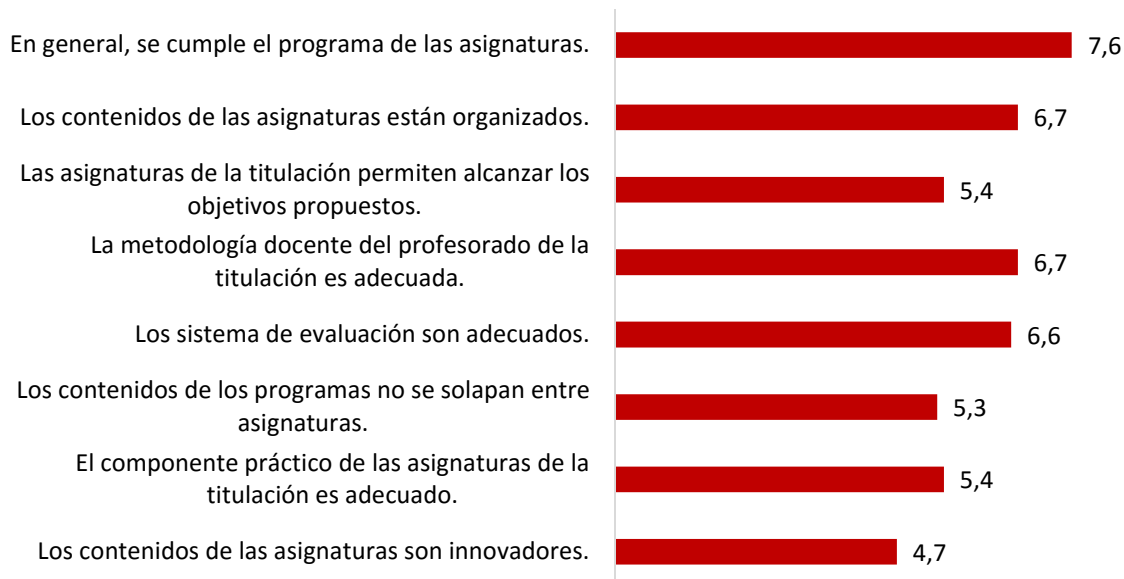 En general, se cumple el programa de las asignaturas.
7,6
Los contenidos de las asignaturas están organizados.
6,7
Las asignaturas de la titulación permiten alcanzar los
objetivos propuestos.
5,4
La metodología docente del profesorado de la
titulación es adecuada.
6,7
Los sistema de evaluación son adecuados.
6,6
Los contenidos de los programas no se solapan entre
asignaturas.
5,3
El componente práctico de las asignaturas de la
titulación es adecuado.
5,4
Los contenidos de las asignaturas son innovadores.
4,7